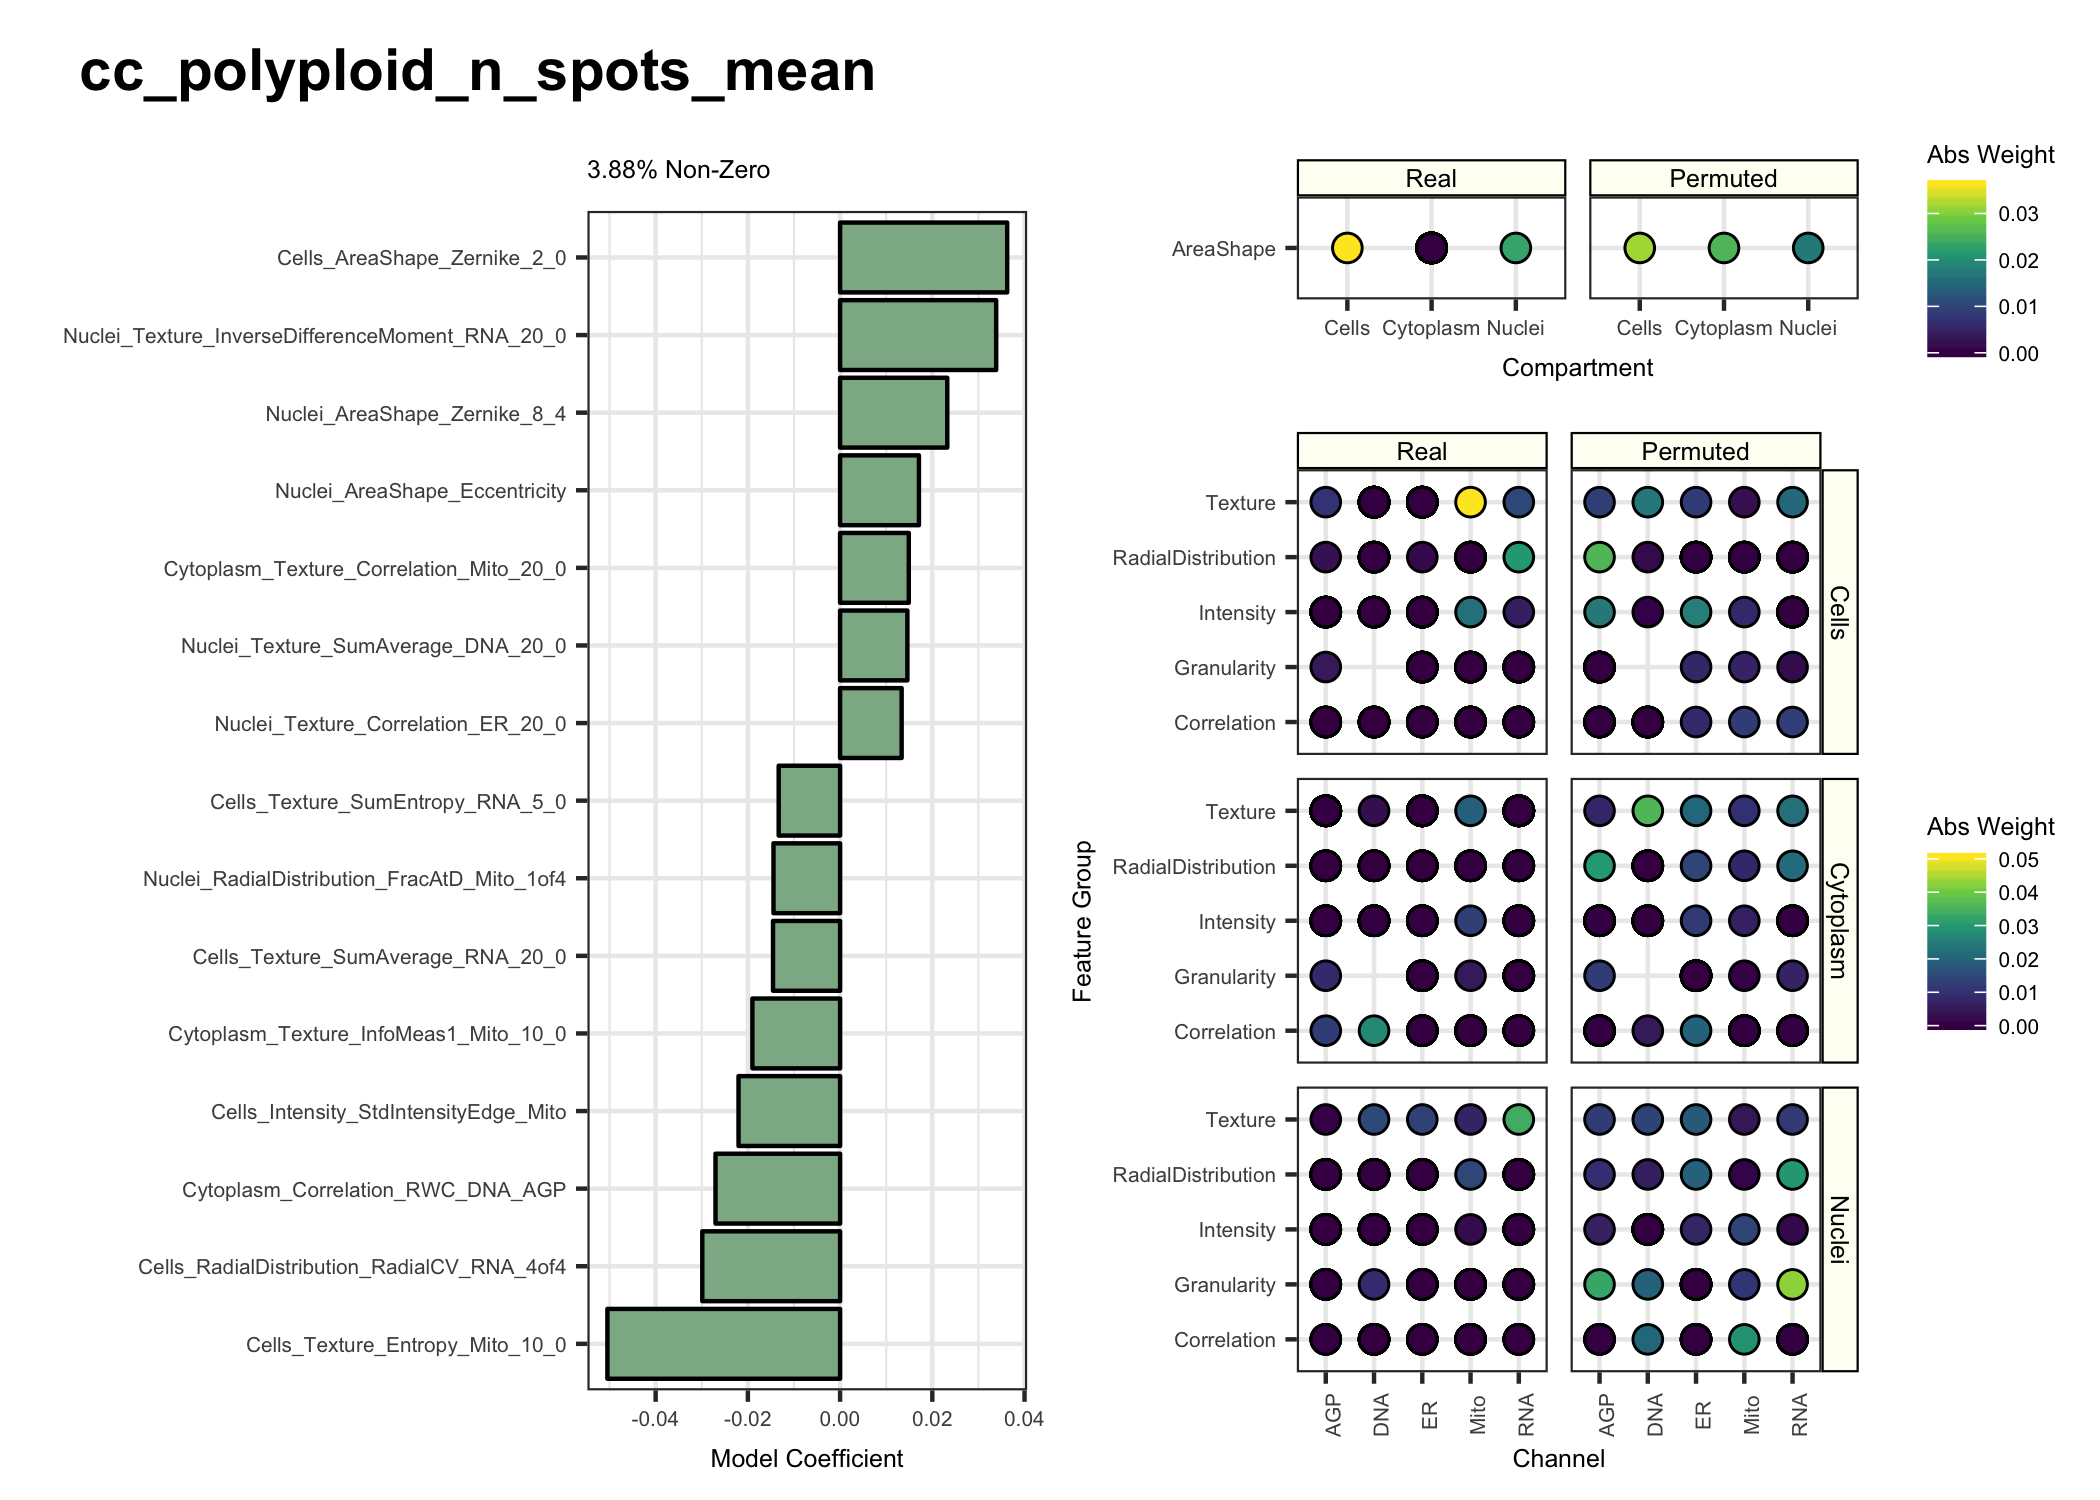 cc_polyploid_n_spots_mean
3.88% Non-Zero
Cells_AreaShape_Zernike_2_0
Nuclei_Texture_InverseDifferenceMoment_RNA_20_0
Nuclei_AreaShape_Zernike_8_4
Nuclei_AreaShape_Eccentricity
Cytoplasm_Texture_Correlation_Mito_20_0
Nuclei_Texture_SumAverage_DNA_20_0
Nuclei_Texture_Correlation_ER_20_0
Cells_Texture_SumEntropy_RNA_5_0
Nuclei_RadialDistribution_FracAtD_Mito_1of4
Cells_Texture_SumAverage_RNA_20_0
Cytoplasm_Texture_InfoMeas1_Mito_10_0
Cells_Intensity_StdIntensityEdge_Mito
Cytoplasm_Correlation_RWC_DNA_AGP
Cells_RadialDistribution_RadialCV_RNA_4of4
Cells_Texture_Entropy_Mito_10_0
-0.04 -0.02 0.00 0.02 0.04
Model Coefficient
Real Permuted
AreaShape
Cells Cytoplasm Nuclei Cells Cytoplasm Nuclei
Compartment
Abs Weight
0.03
0.02
0.01
0.00
Real Permuted
Feature Group
Texture
RadialDistribution
Intensity
Granularity
Correlation
Cells
Texture
RadialDistribution
Intensity
Granularity
Correlation
Cytoplasm
Texture
RadialDistribution
Intensity
Granularity
Correlation
Nuclei
AGP DNA ER Mito RNA AGP DNA ER Mito RNA
Channel
Abs Weight
0.05
0.04
0.03
0.02
0.01
0.00